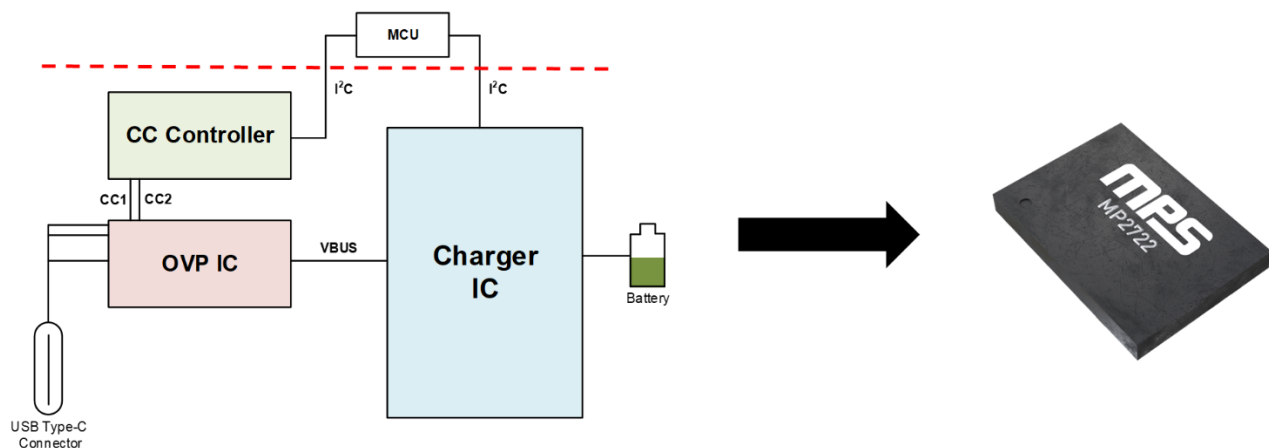 MCU
I²C
I²C
CC Controller
CC1
CC2
OVP IC
VBUS
Charger
IC
Battery
USB Type-C
Connector
MPS
MP2722